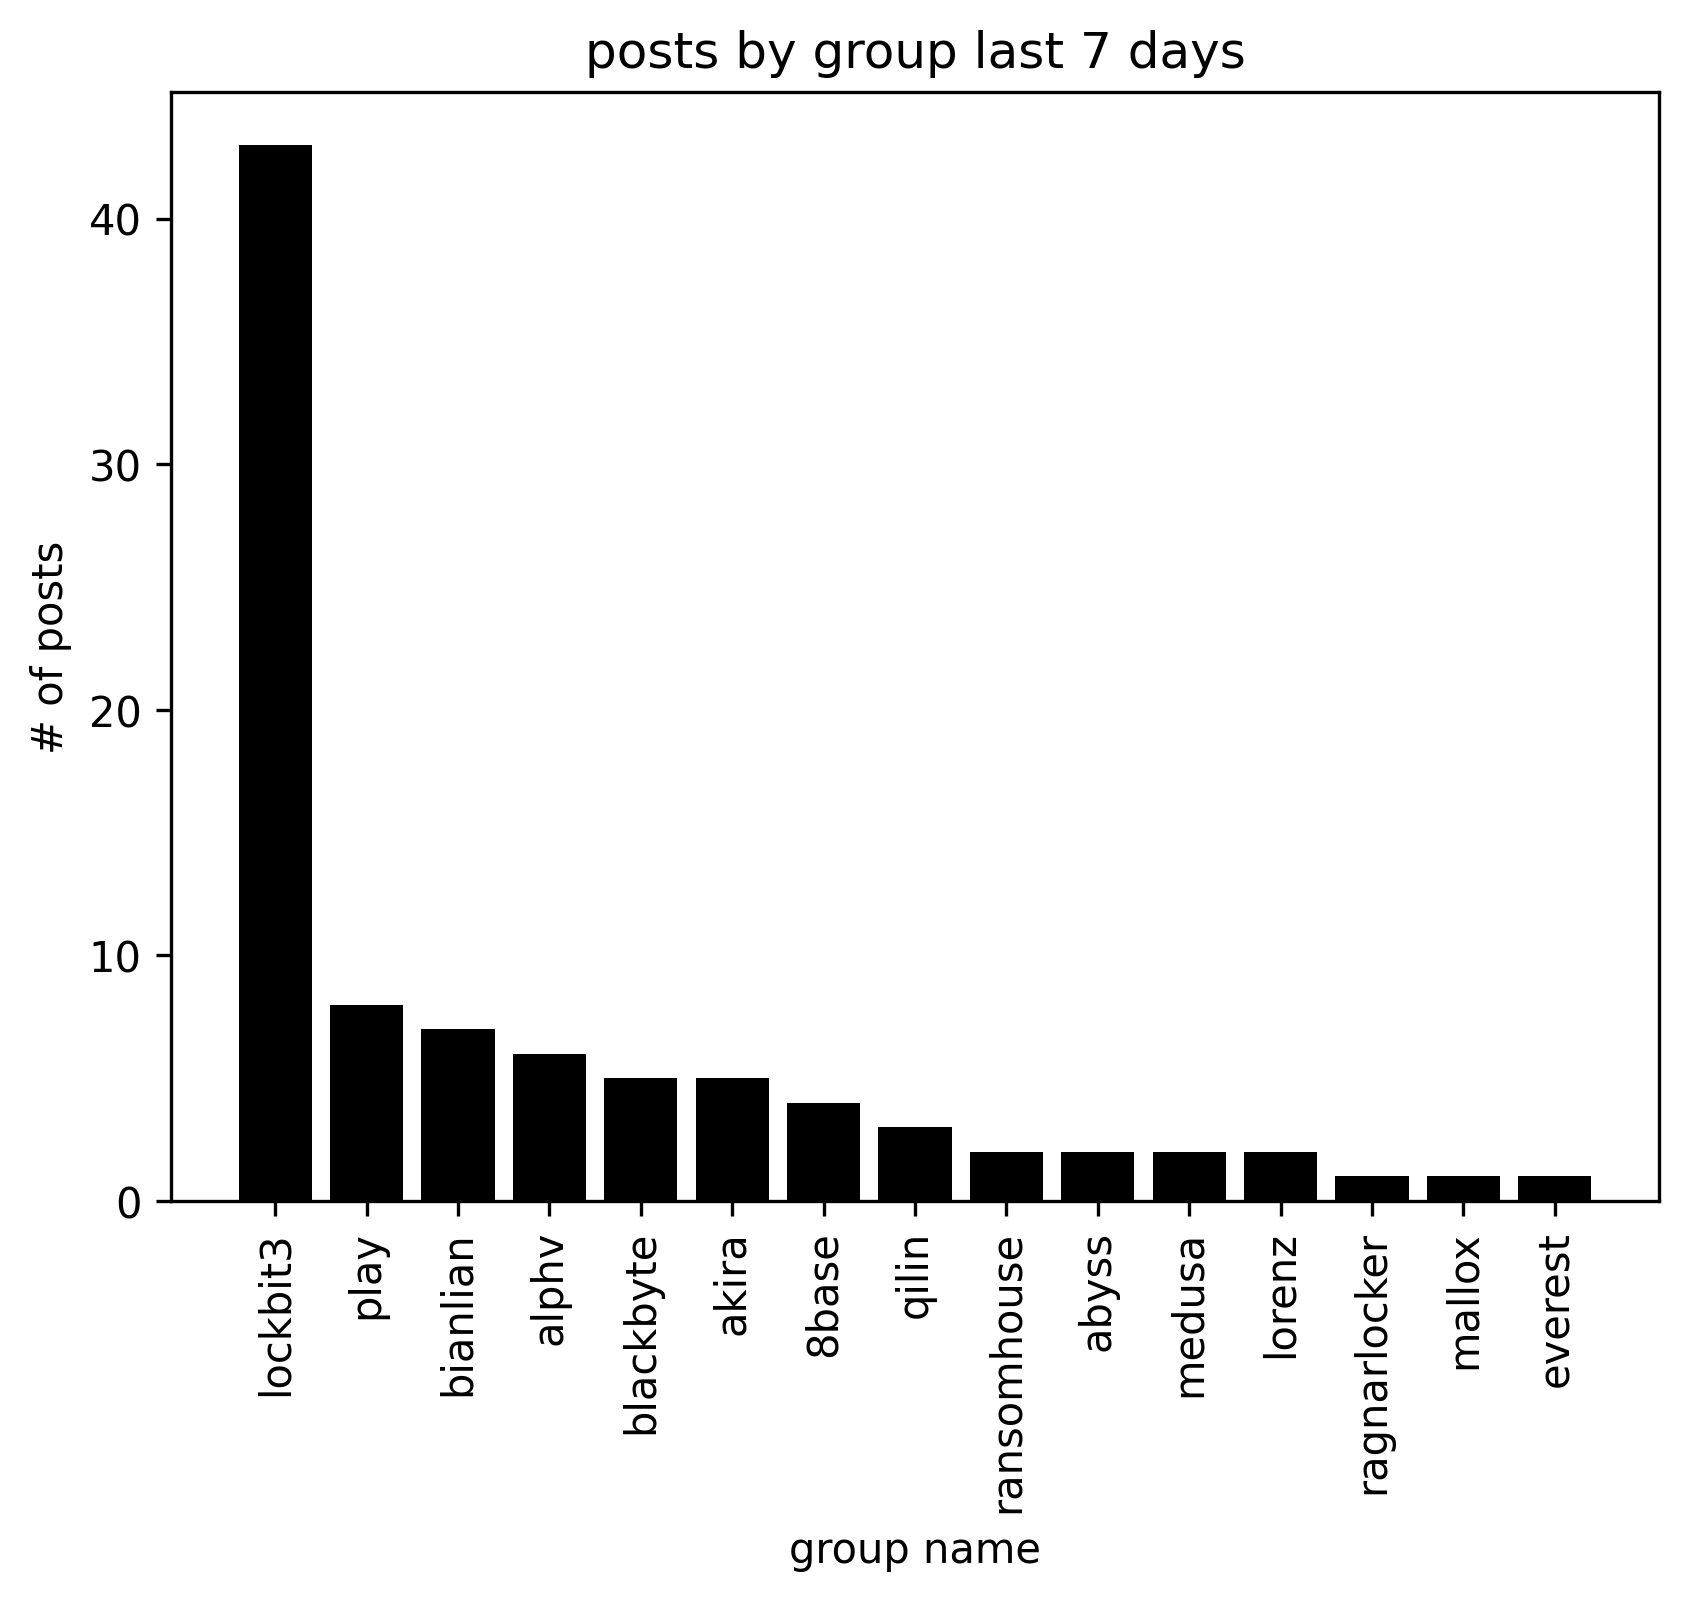 posts by group last 7 days
# of posts
40
30
20
10
0
lockbit3
play
bianlian
alphv
blackbyte
akira
8base
qilin
ransomhouse
abyss
medusa
lorenz
ragnarlocker
mallox
everest
group name